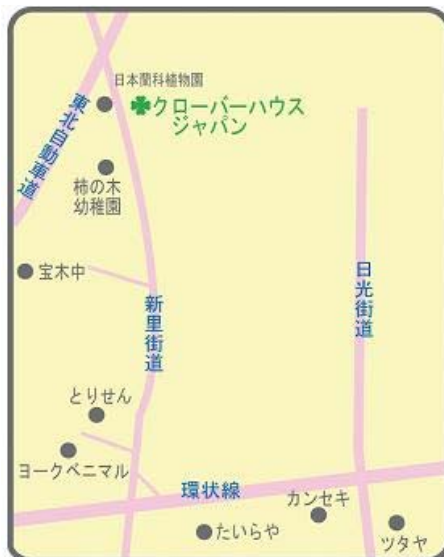 日本蘭科植物園
クローバーハウス
ジャパン
東北自動車道
柿の木
幼稚園
宝木中
日光街道
新里街道
とりせん
ヨークベニマル
環状線
カンセキ
たいらや
ツタヤ